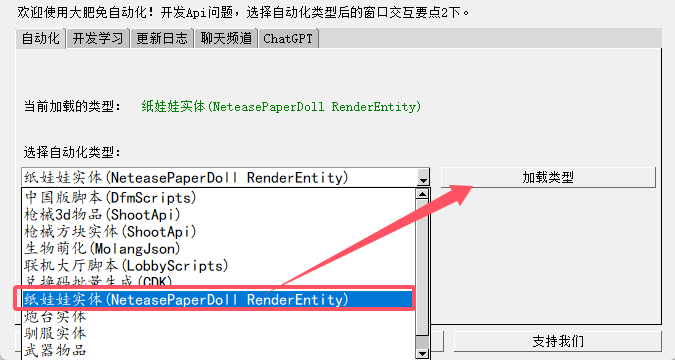 欢迎使用大肥兔自动化！开发Api问题，选择自动化类型后的窗口交互要点2下。
自动化 开发学习 更新日志 聊天频道 ChatGPT
当前加载的类型： 纸娃娃实体(NeteasePaperDoll RenderEntity)
选择自动化类型：
纸娃娃实体(NeteasePaperDoll RenderEntity) 加载类型
中国版脚本(DfmScripts)
枪械3d物品(ShootApi)
枪械方块实体(ShootApi)
生物萌化(MolangJson)
联机大厅脚本(LobbyScripts)
兑换码批量生成(CDK)
纸娃娃实体(NeteasePaperDoll RenderEntity)
炮台实体
驯服实体
武器物品
支持我们